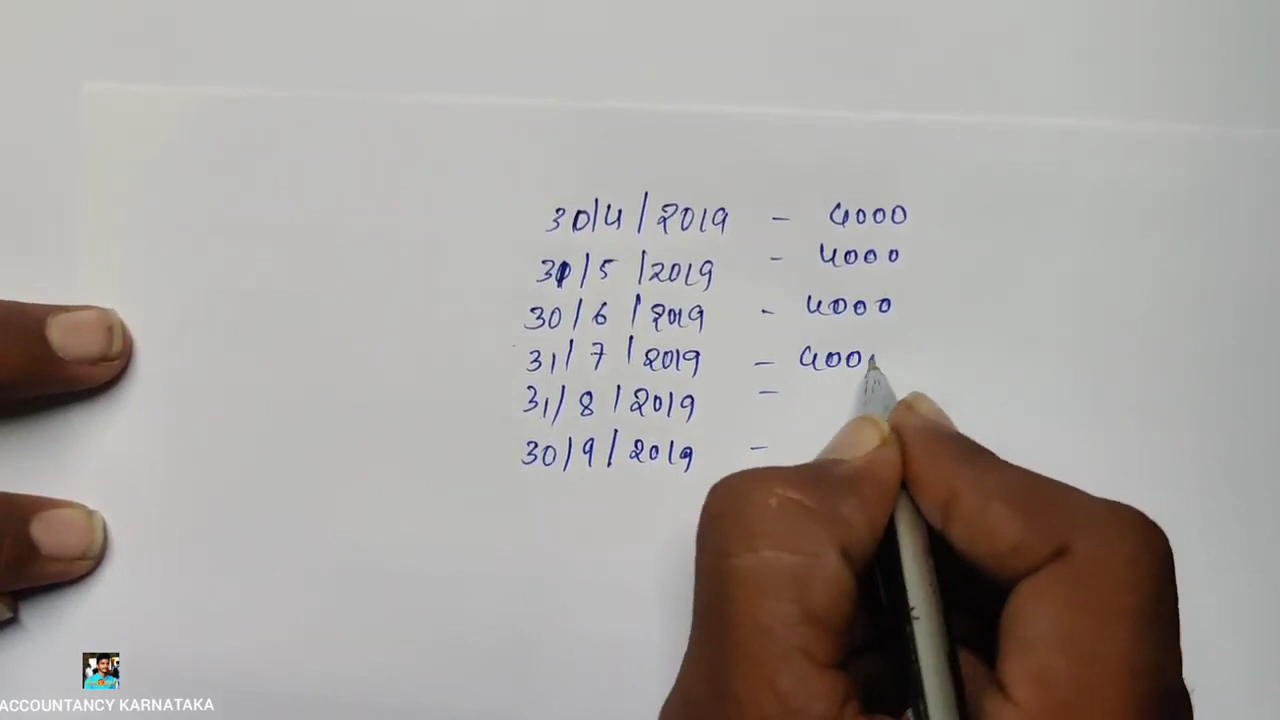 30/4/2019 - 4000
31/5/2019 - 4000
30/6/2019 - 4000
31/7/2019 - 400
31/8/2019 -
30/9/2019 -
ACCOUNTANCY KARNATAKA